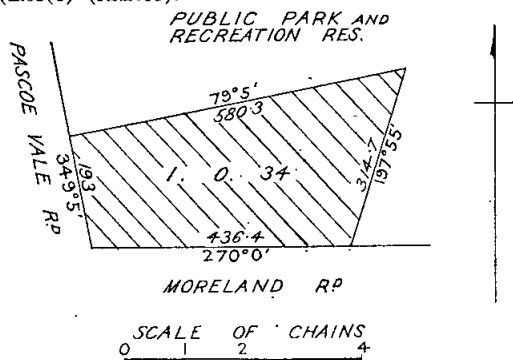 PUBLIC PARK AND
RECREATION RES.
PASCOE VALE RD
79°5'
580.3
349°5'
193
1. 0. 34
314.7
197°55'
436.4
270°0'
MORELAND RD
SCALE OF CHAINS
0 1 2 4